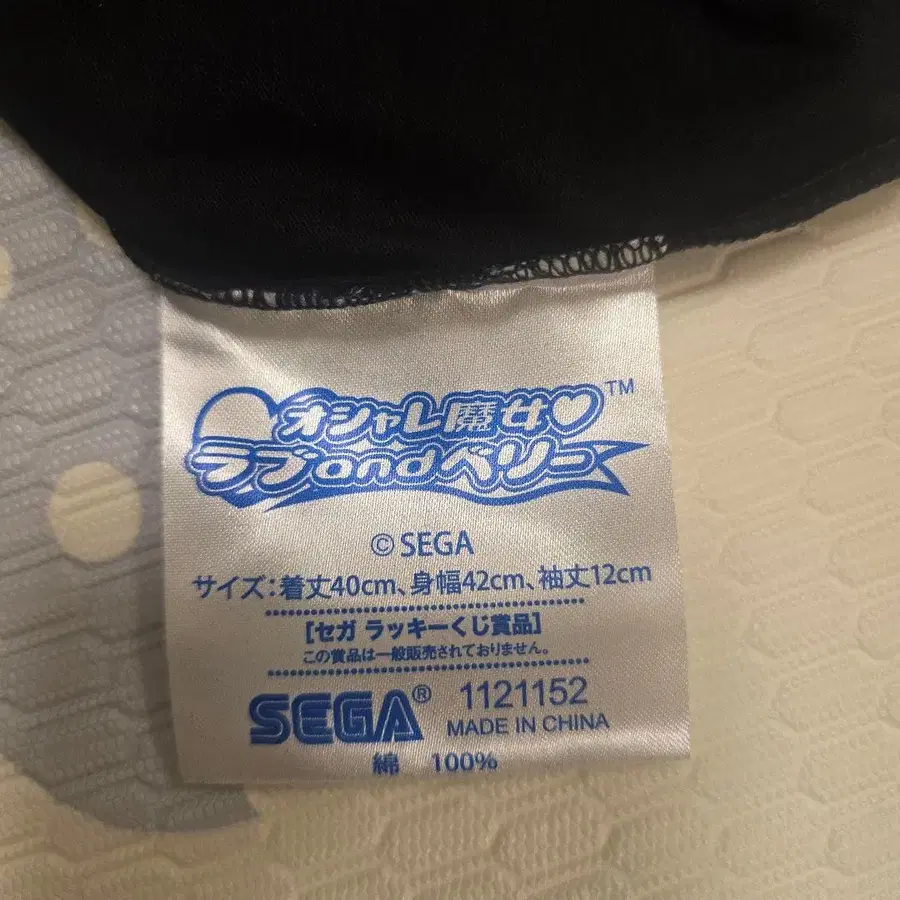 オシャレ魔女♥™
ラブandベリー
© SEGA
サイズ：着丈40cm、身幅42cm、袖丈12cm
［セガ ラッキーくじ賞品］
この賞品は一般販売されておりません。
SEGA® 1121152
MADE IN CHINA
綿 100%